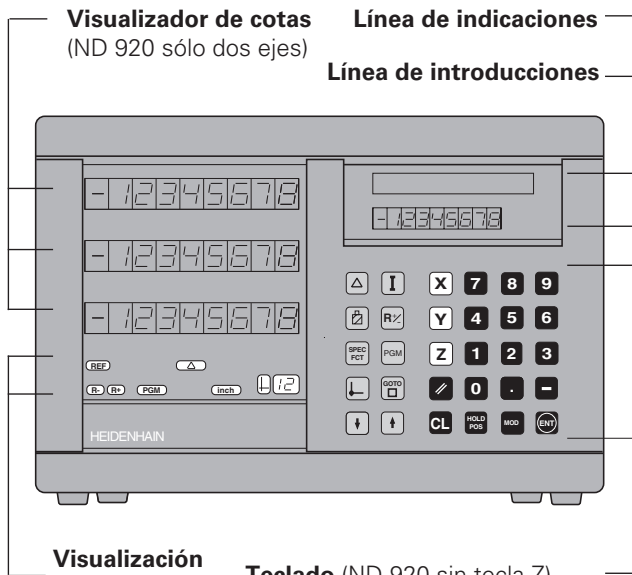 Visualizador de cotas
(ND 920 sólo dos ejes)
Línea de indicaciones
Línea de introducciones
- 12345678
- 12345678
- 12345678
- 12345678
REF
R- R+ PGM inch 12
HEIDENHAIN
X 7 8 9
R+/- Y 4 5 6
SPEC FCT PGM Z 1 2 3
GOTO 0 . -
CL HOLD POS MOD ENT
Visualización
Teclado (ND 920 sin tecla Z)